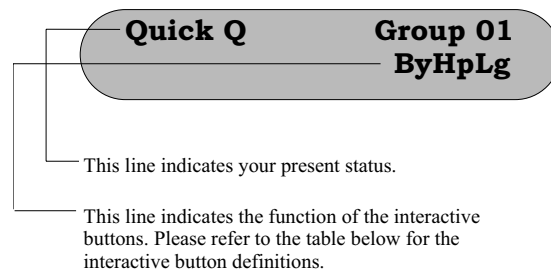 Quick Q Group 01
ByHpLg
This line indicates your present status.
This line indicates the function of the interactive
buttons. Please refer to the table below for the
interactive button definitions.